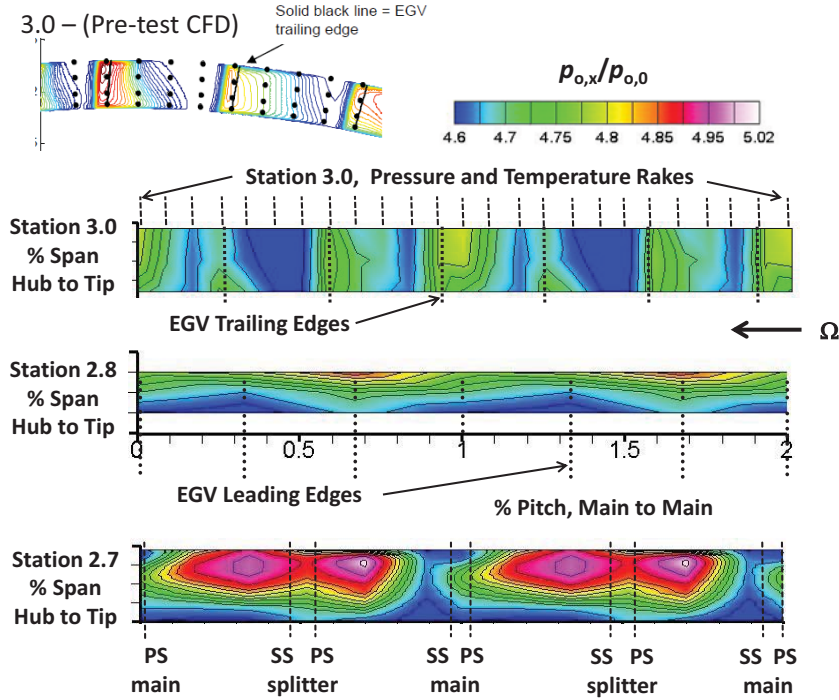 3.0 – (Pre-test CFD)
Solid black line = EGV
trailing edge
p_{o,x}/p_{o,0}
4.6 4.7 4.75 4.8 4.85 4.95 5.02
Station 3.0, Pressure and Temperature Rakes
Station 3.0
% Span
Hub to Tip
EGV Trailing Edges
Ω
Station 2.8
% Span
Hub to Tip
0 0.5 1 1.5 2
EGV Leading Edges
% Pitch, Main to Main
Station 2.7
% Span
Hub to Tip
PS SS PS SS PS SS PS SS PS
main splitter main splitter main